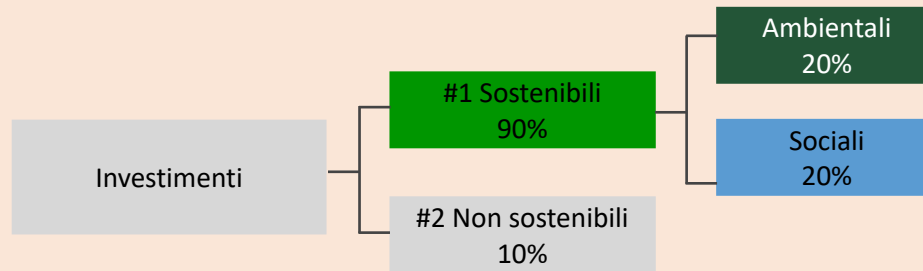 Investimenti
#1 Sostenibili
90%
#2 Non sostenibili
10%
Ambientali
20%
Sociali
20%